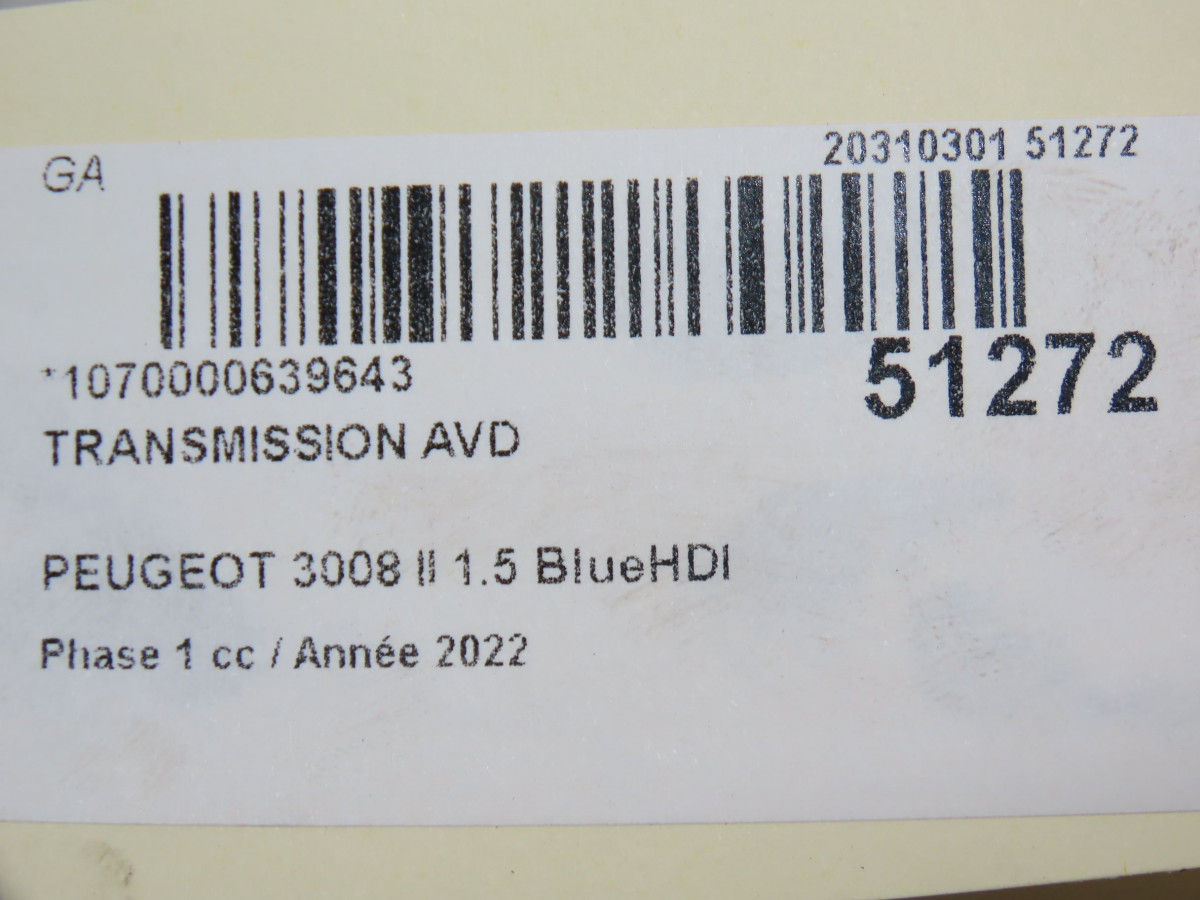 GA
20310301 51272
*1070000639643
51272
TRANSMISSION AVD
PEUGEOT 3008 II 1.5 BlueHDI
Phase 1 cc / Année 2022